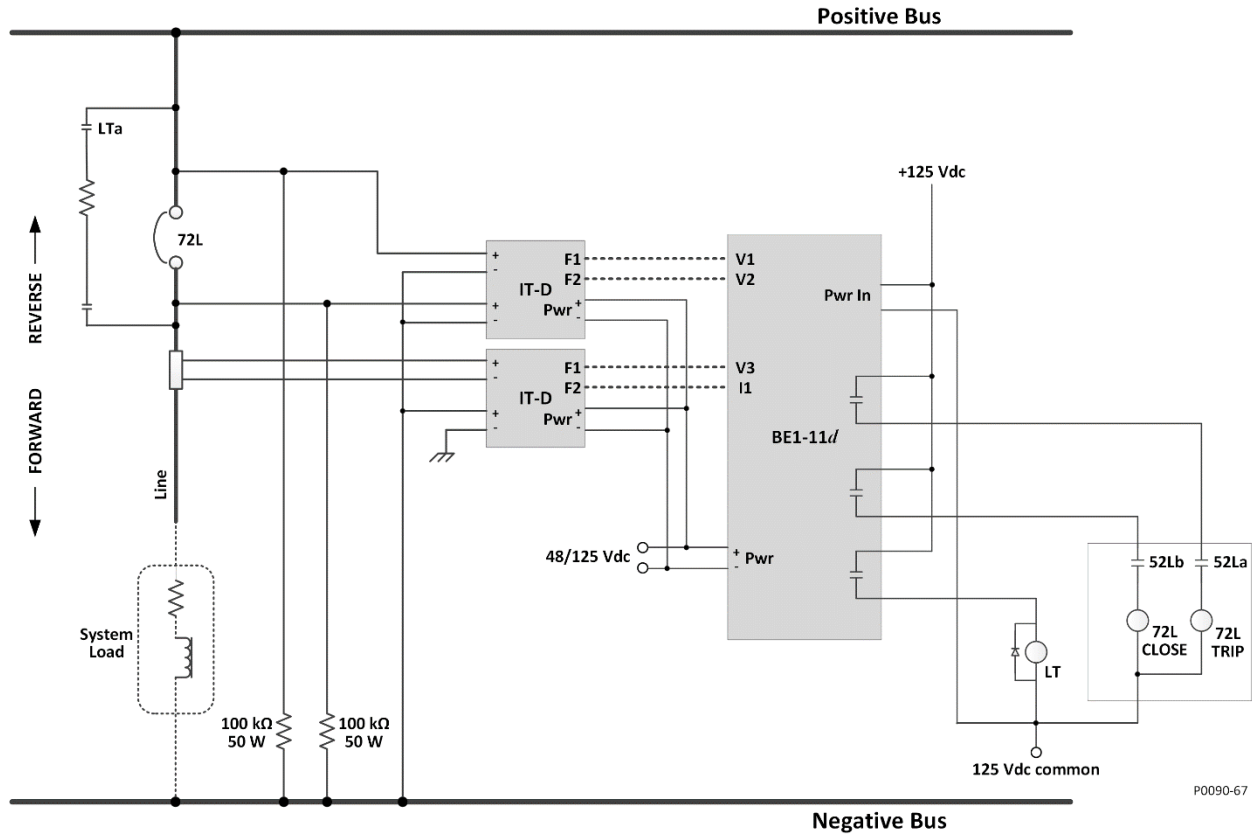 Positive Bus
LTa
+125 Vdc
72L
REVERSE
FORWARD
+
-
+
-
IT-D
F1
F2
Pwr
+
-
V1
V2
Pwr In
+
-
+
-
IT-D
F1
F2
Pwr
+
-
V3
I1
BE1-11d
Line
48/125 Vdc
+
-
Pwr
52Lb
52La
System
Load
72L
CLOSE
72L
TRIP
LT
100 kΩ
50 W
100 kΩ
50 W
125 Vdc common
P0090-67
Negative Bus